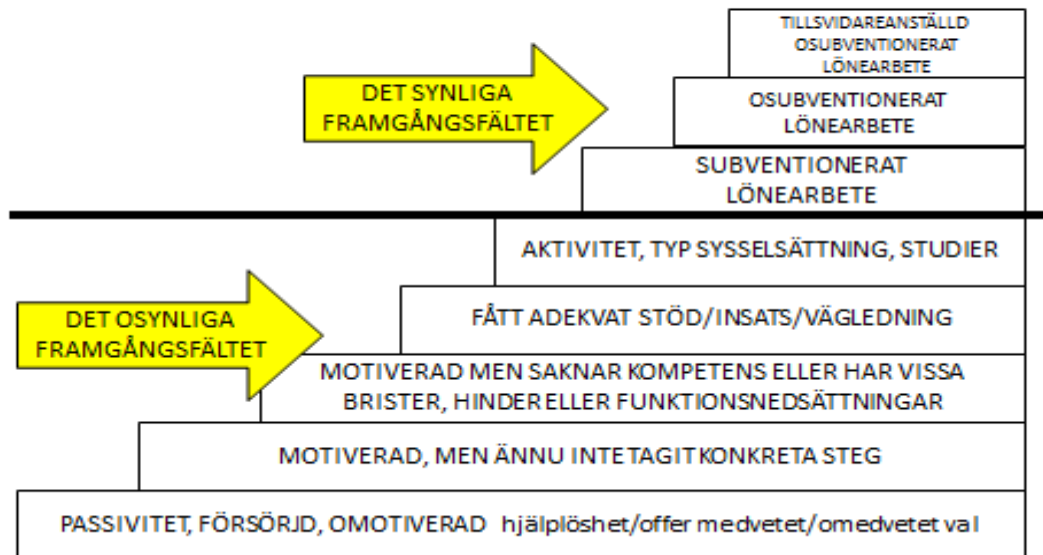 TILLSVIDAREANSTÄLLD
OSUBVENTIONERAT
LÖNEARBETE
DET SYNLIGA
FRAMGÅNGSFÄLTET
OSUBVENTIONERAT
LÖNEARBETE
SUBVENTIONERAT
LÖNEARBETE
AKTIVITET, TYP SYSSELSÄTTNING, STUDIER
DET OSYNLIGA
FRAMGÅNGSFÄLTET
FÅTT ADEKVAT STÖD/INSATS/VÄGLEDNING
MOTIVERAD MEN SAKNAR KOMPETENS ELLER HAR VISSA
BRISTER, HINDER ELLER FUNKTIONSNEDSÄTTNINGAR
MOTIVERAD, MEN ÄNNU INTE TAGIT KONKRETA STEG
PASSIVITET, FÖRSÖRJD, OMOTIVERAD hjälplöshet/offer medvetet/omedvetet val